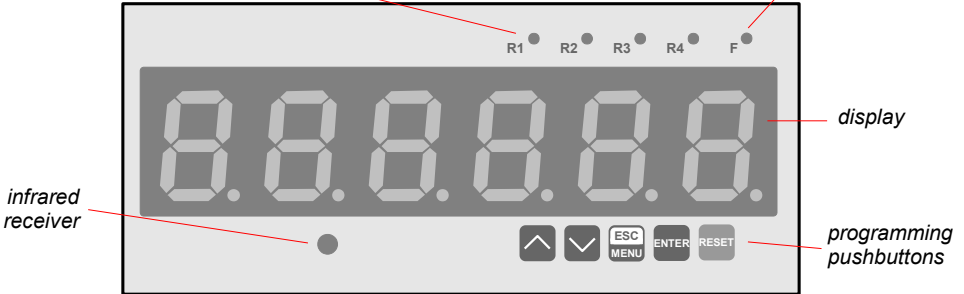 R1 R2 R3 R4 F
display
infrared
receiver
ESC
MENU
ENTER
RESET
programming
pushbuttons